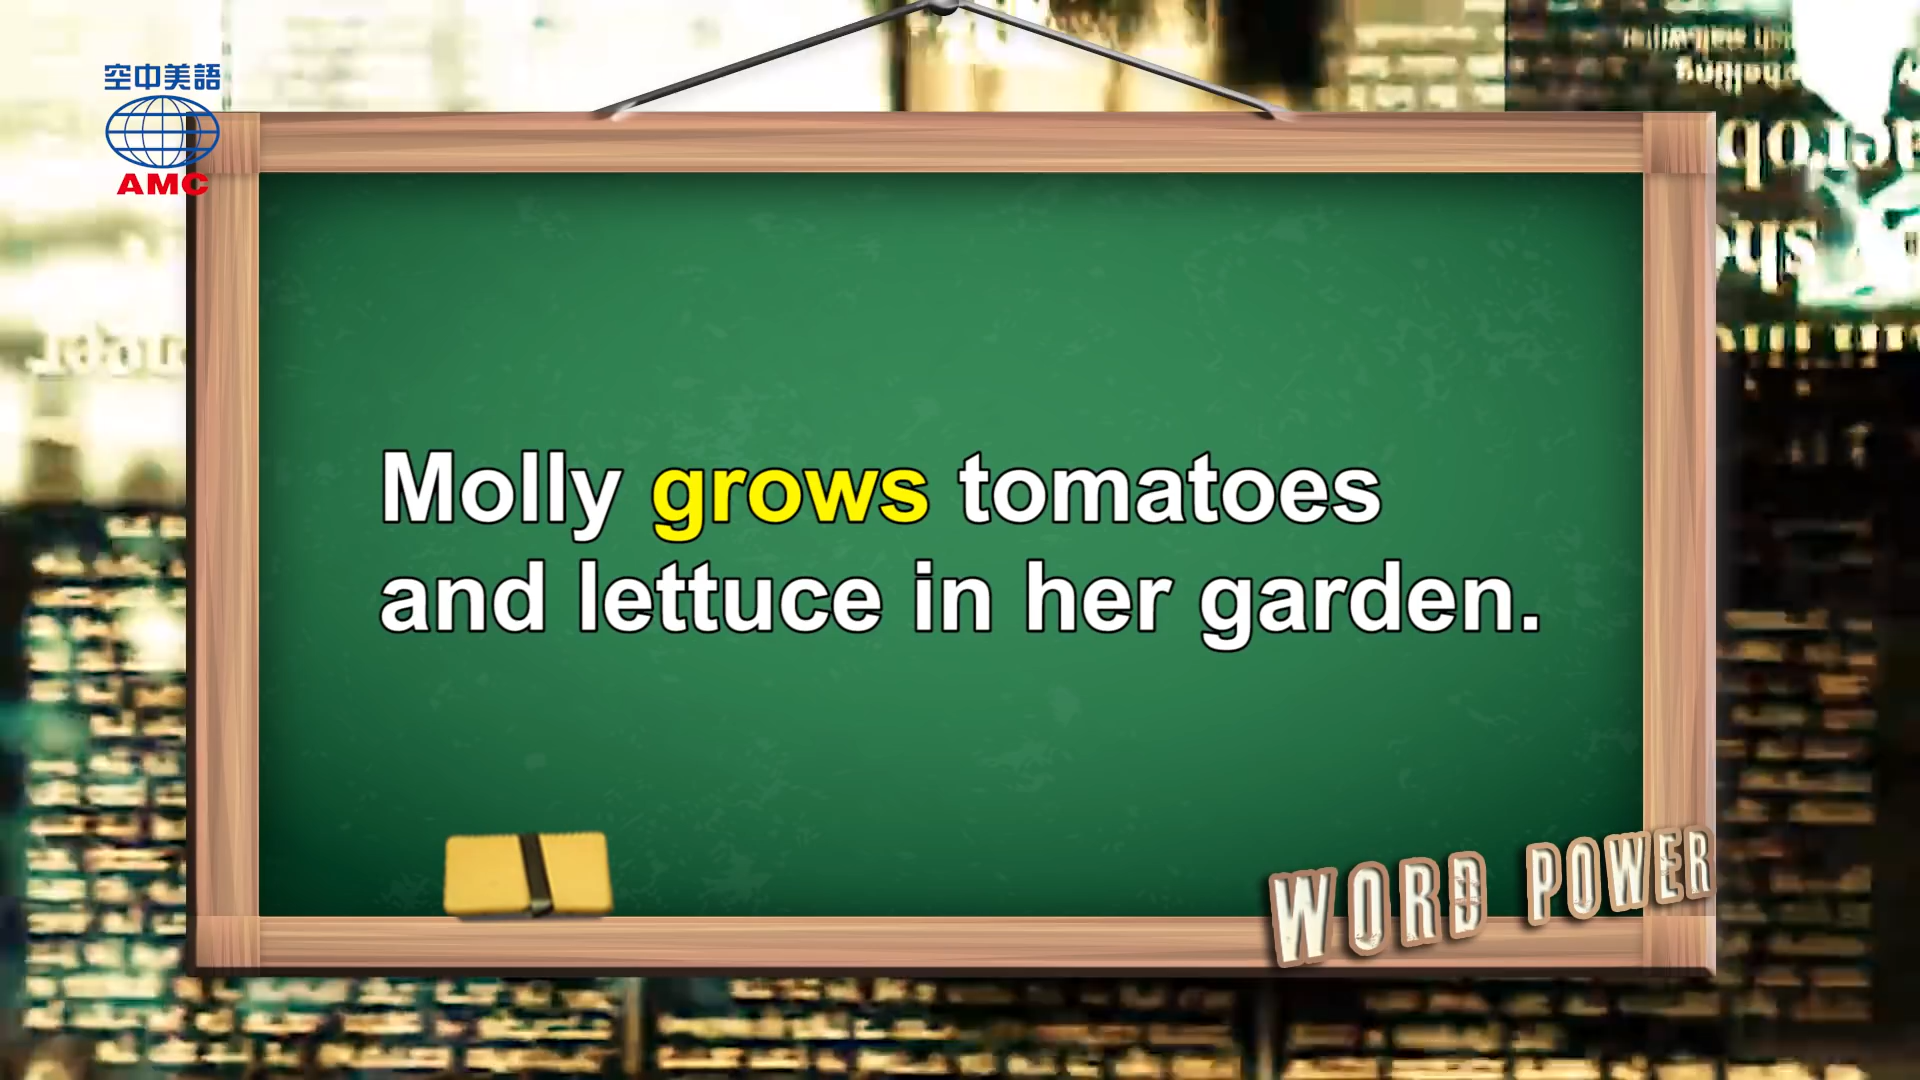 空中美語
AMC
Molly grows tomatoes
and lettuce in her garden.
WORD POWER